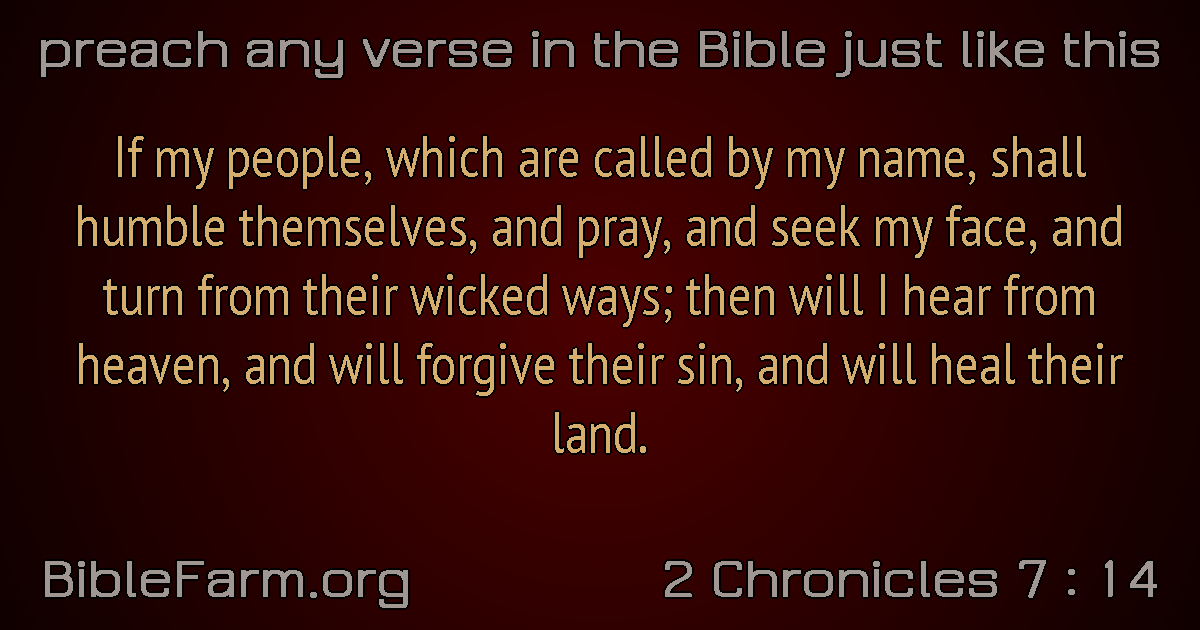 preach any verse in the Bible just like this
If my people, which are called by my name, shall
humble themselves, and pray, and seek my face, and
turn from their wicked ways; then will I hear from
heaven, and will forgive their sin, and will heal their
land.
BibleFarm.org
2 Chronicles 7 : 14